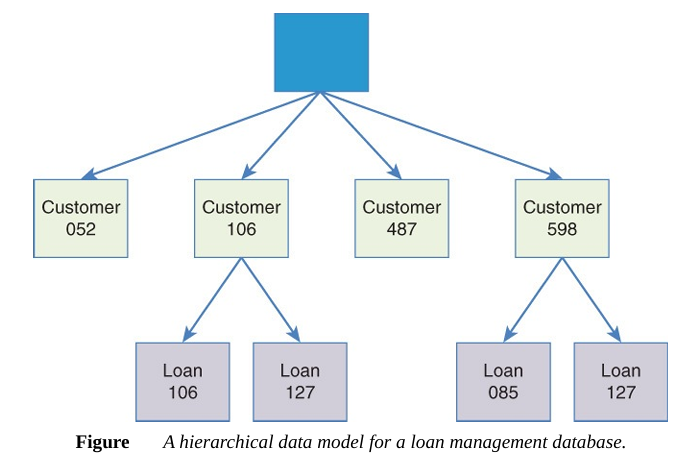 Customer
052
Customer
106
Customer
487
Customer
598
Loan
106
Loan
127
Loan
085
Loan
127
Figure A hierarchical data model for a loan management database.